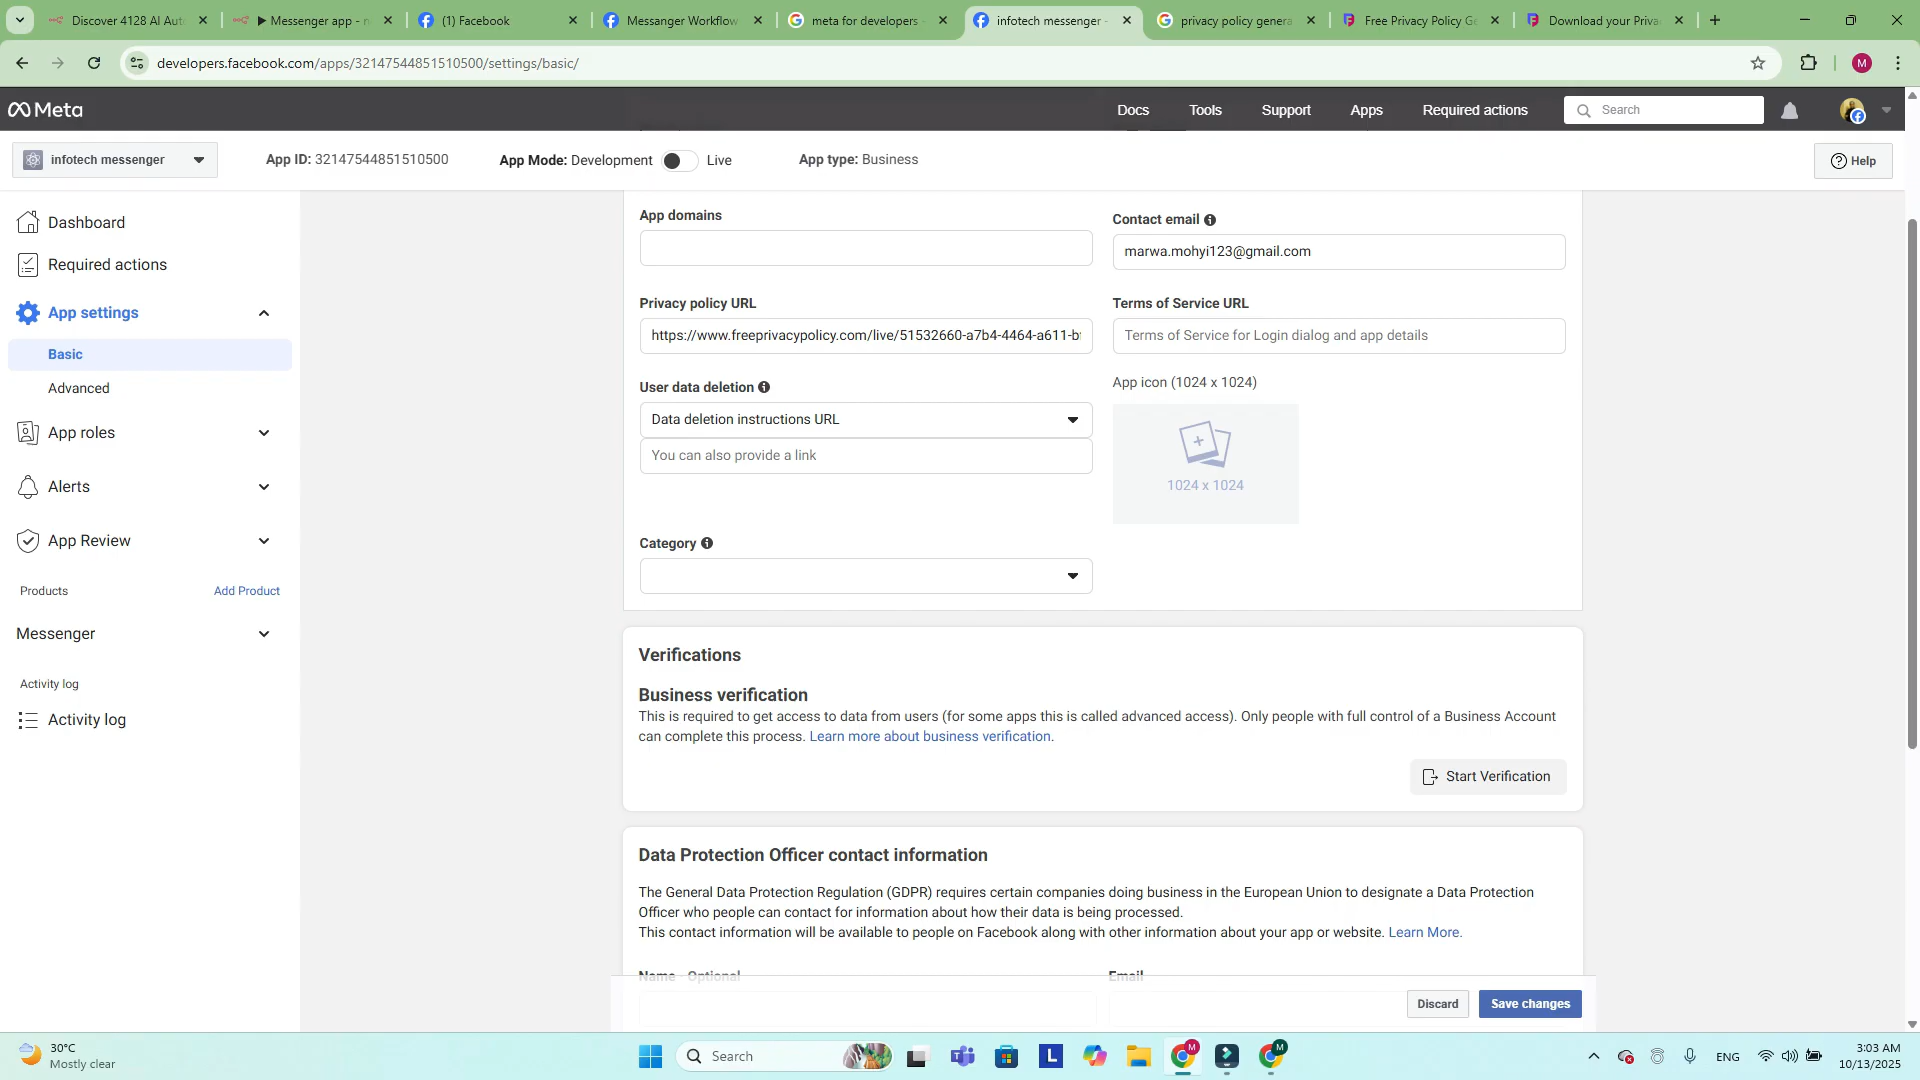 Discover 4128 AI Aut
▶ Messenger app - n
(1) Facebook
Messanger Workflow
meta for developers -
infotech messenger -
privacy policy genera
Free Privacy Policy Ge
Download your Priva
developers.facebook.com/apps/32147544851510500/settings/basic/
M
Meta
Docs
Tools
Support
Apps
Required actions
Search
infotech messenger
App ID: 32147544851510500
App Mode: Development
Live
App type: Business
Help
Dashboard
Required actions
App settings
Basic
Advanced
App roles
Alerts
App Review
Products
Add Product
Messenger
Activity log
Activity log
App domains
Contact email
marwa.mohyi123@gmail.com
Privacy policy URL
https://www.freeprivacypolicy.com/live/51532660-a7b4-4464-a611-b
Terms of Service URL
Terms of Service for Login dialog and app details
User data deletion
Data deletion instructions URL
You can also provide a link
App icon (1024 x 1024)
1024 x 1024
Category
Verifications
Business verification
This is required to get access to data from users (for some apps this is called advanced access). Only people with full control of a Business Account
can complete this process. Learn more about business verification.
Start Verification
Data Protection Officer contact information
The General Data Protection Regulation (GDPR) requires certain companies doing business in the European Union to designate a Data Protection
Officer who people can contact for information about how their data is being processed.
This contact information will be available to people on Facebook along with other information about your app or website. Learn More.
Name - Optional
Email
Discard
Save changes
30°C
Mostly clear
Search
ENG
3:03 AM
10/13/2025